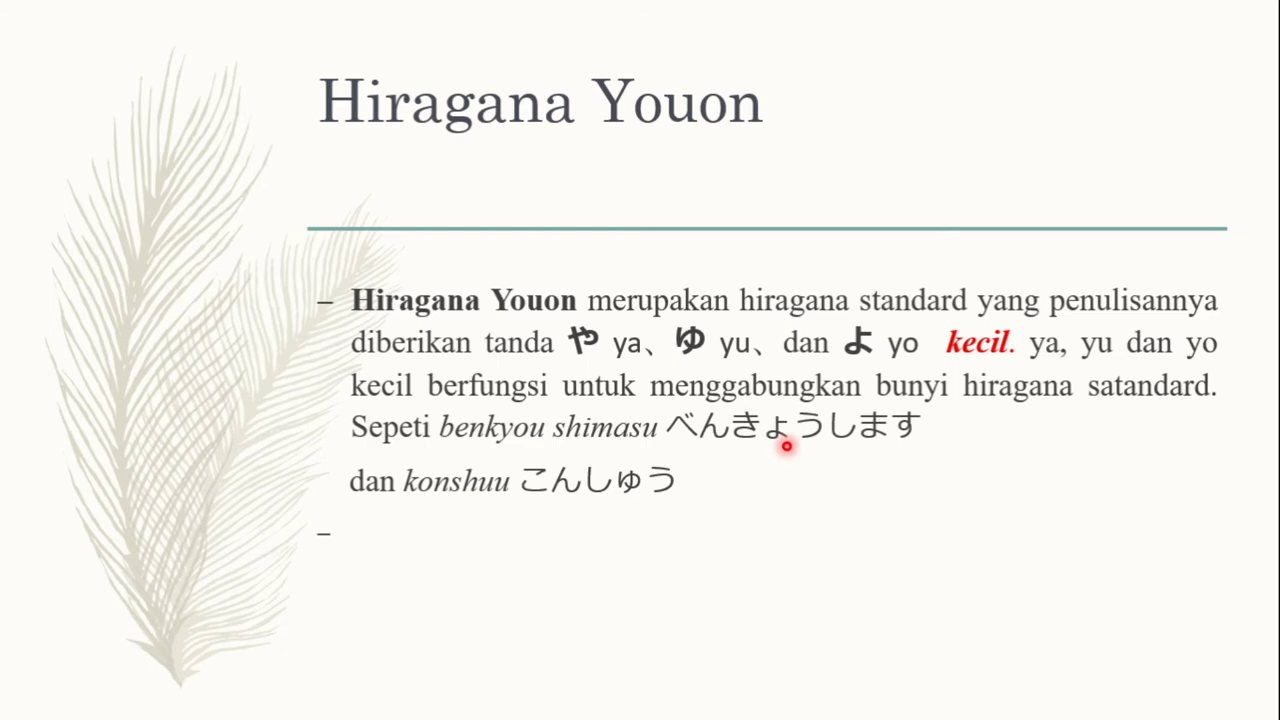 Hiragana Youon
– Hiragana Youon merupakan hiragana standard yang penulisannya
diberikan tanda や ya、ゆ yu、dan よ yo kecil. ya, yu dan yo
kecil berfungsi untuk menggabungkan bunyi hiragana satandard.
Sepeti benkyou shimasu べんきょうします
dan konshuu こんしゅう
–